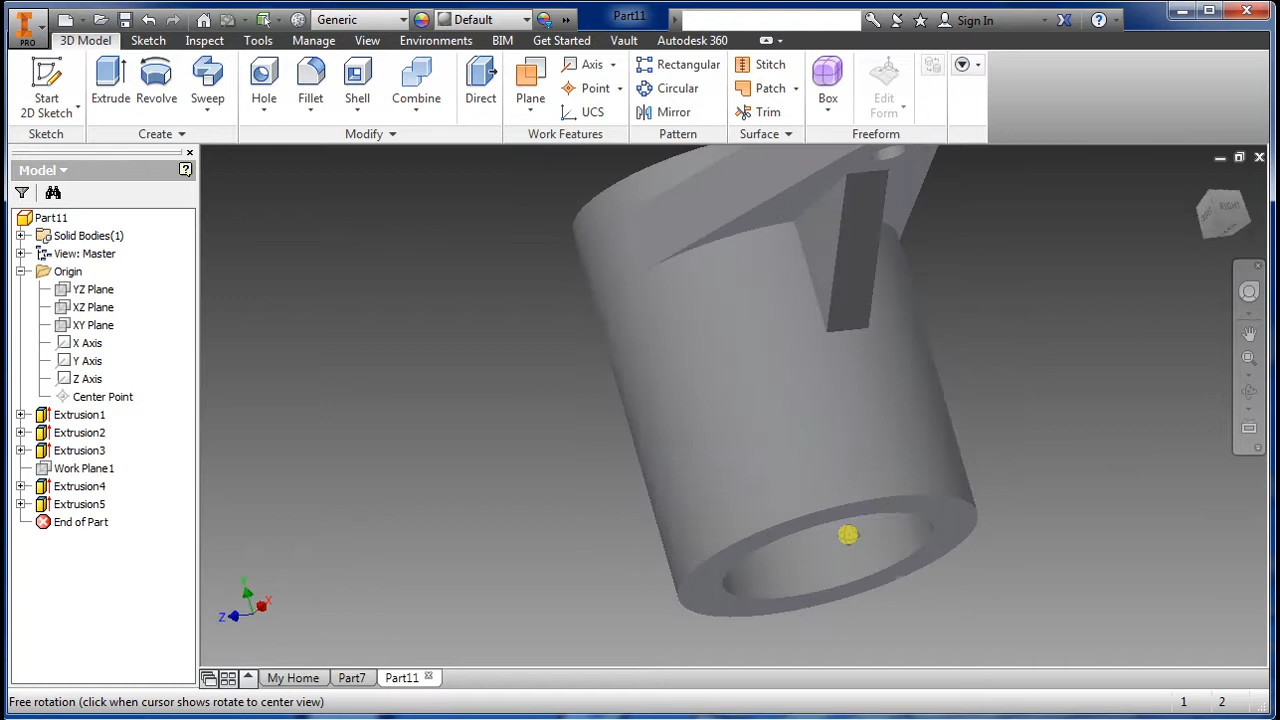 Generic
Default
Part11
Sign In
PRO
3D Model
Sketch
Inspect
Tools
Manage
View
Environments
BIM
Get Started
Vault
Autodesk 360
Start
2D Sketch
Extrude
Revolve
Sweep
Hole
Fillet
Shell
Combine
Direct
Plane
Axis
Point
UCS
Rectangular
Circular
Mirror
Stitch
Patch
Trim
Box
Edit
Form
Sketch
Create
Modify
Work Features
Pattern
Surface
Freeform
Model
Part11
Solid Bodies(1)
View: Master
Origin
YZ Plane
XZ Plane
XY Plane
X Axis
Y Axis
Z Axis
Center Point
Extrusion1
Extrusion2
Extrusion3
Work Plane1
Extrusion4
Extrusion5
End of Part
RIGHT
Y
X
Z
My Home
Part7
Part11
Free rotation (click when cursor shows rotate to center view)
1
2